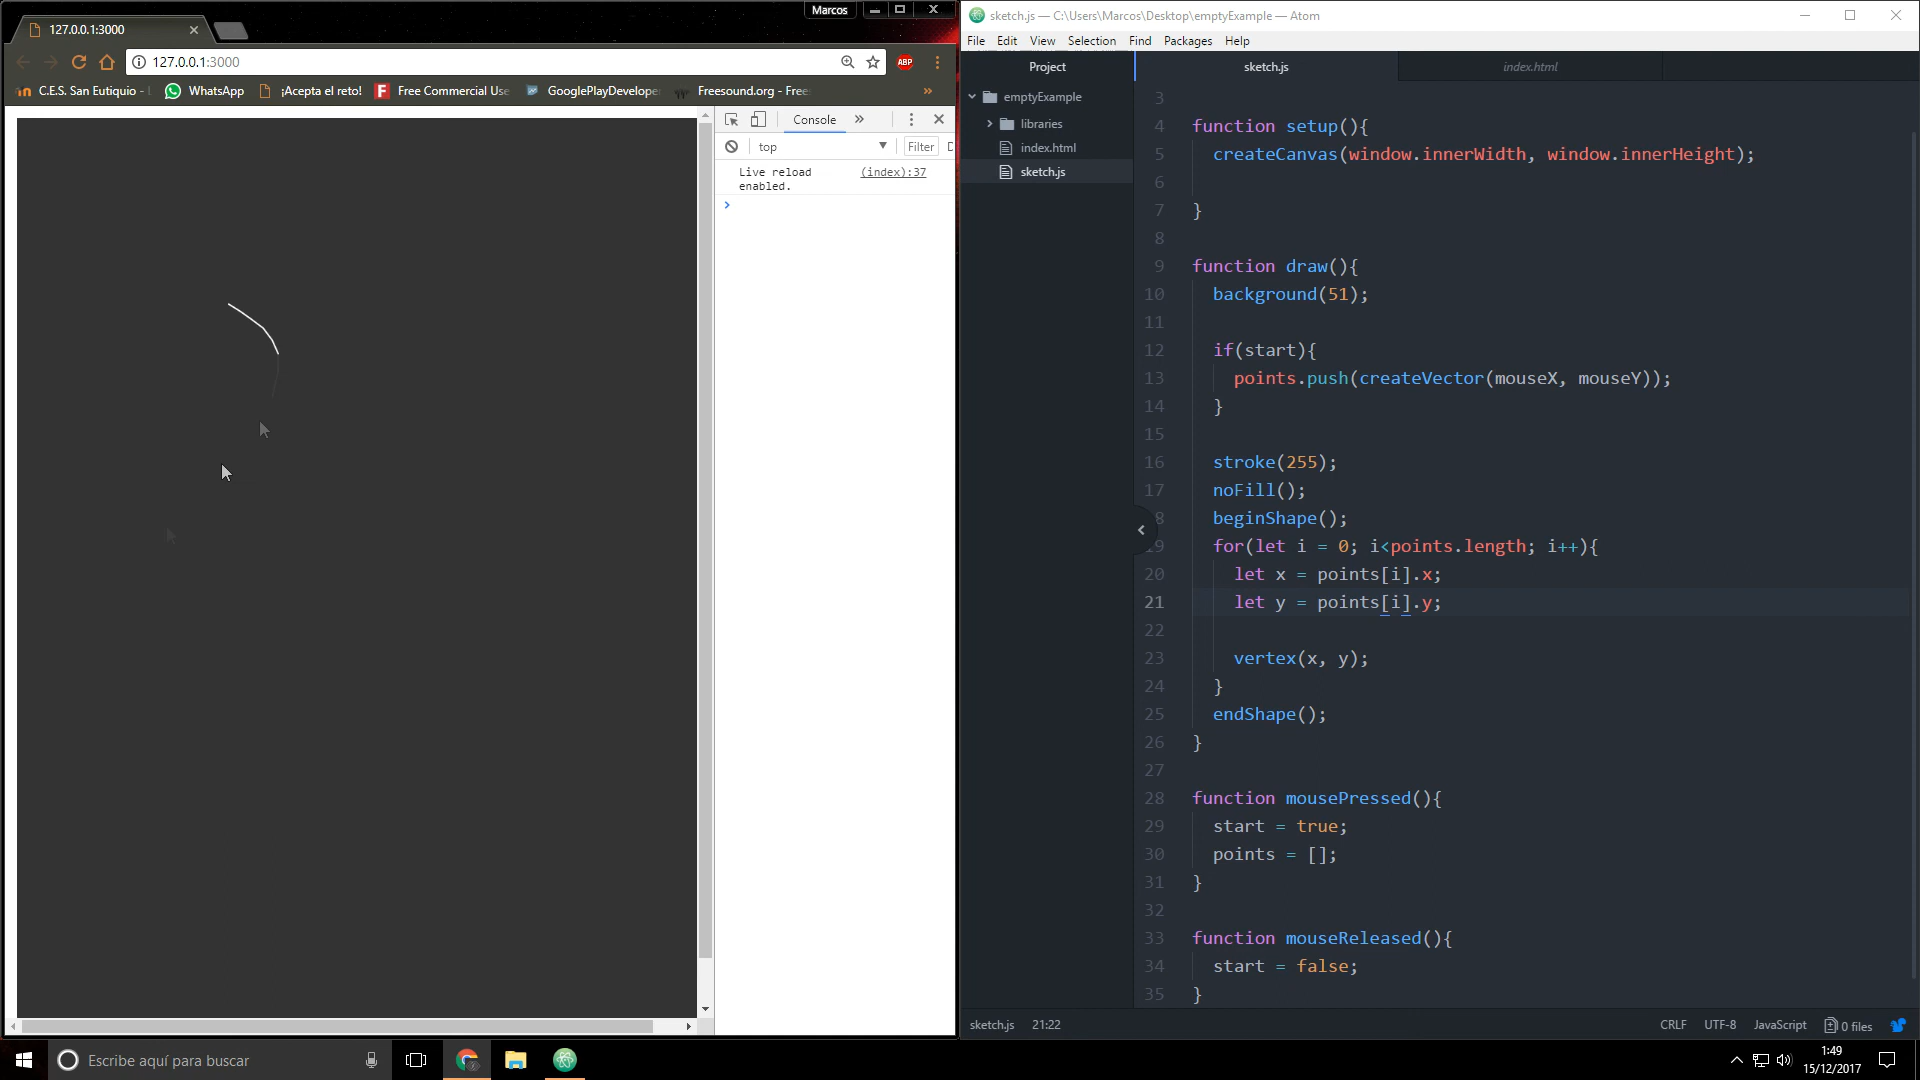 Marcos
127.0.0.1:3000
127.0.0.1:3000
ABP
C.E.S. San Eutiquio -
WhatsApp
¡Acepta el reto!
Free Commercial Use
GooglePlayDeveloper
Freesound.org - Free
»
Console
»
top
Filter
Live reload enabled.
(index):37
sketch.js — C:\Users\Marcos\Desktop\emptyExample — Atom
File Edit View Selection Find Packages Help
Project
emptyExample
libraries
index.html
sketch.js
sketch.js
index.html
3
4 function setup(){
5 createCanvas(window.innerWidth, window.innerHeight);
6
7 }
8
9 function draw(){
10 background(51);
11
12 if(start){
13 points.push(createVector(mouseX, mouseY));
14 }
15
16 stroke(255);
17 noFill();
8 beginShape();
9 for(let i = 0; i<points.length; i++){
20 let x = points[i].x;
21 let y = points[i].y;
22
23 vertex(x, y);
24 }
25 endShape();
26 }
27
28 function mousePressed(){
29 start = true;
30 points = [];
31 }
32
33 function mouseReleased(){
34 start = false;
35 }
sketch.js 21:22
CRLF UTF-8 JavaScript 0 files
Escribe aquí para buscar
1:49
15/12/2017